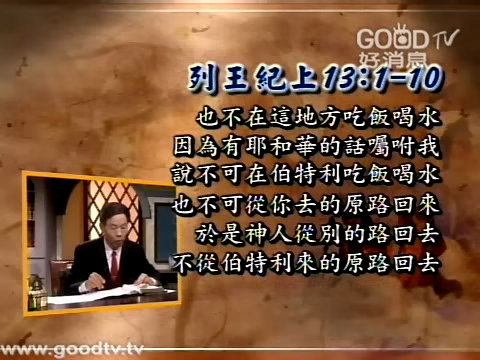 GOOD TV
好消息
列王紀上13:1-10
也不在這地方吃飯喝水
因為有耶和華的話囑咐我
說不可在伯特利吃飯喝水
也不可從你去的原路回來
於是神人從別的路回去
不從伯特利來的原路回去
www.goodtv.tv